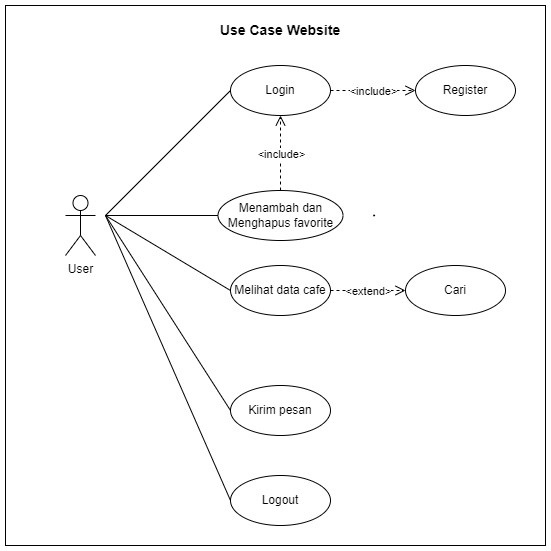 Use Case Website
Login
<include>
Register
<include>
Menambah dan
Menghapus favorite
User
Melihat data cafe
<extend>
Cari
Kirim pesan
Logout